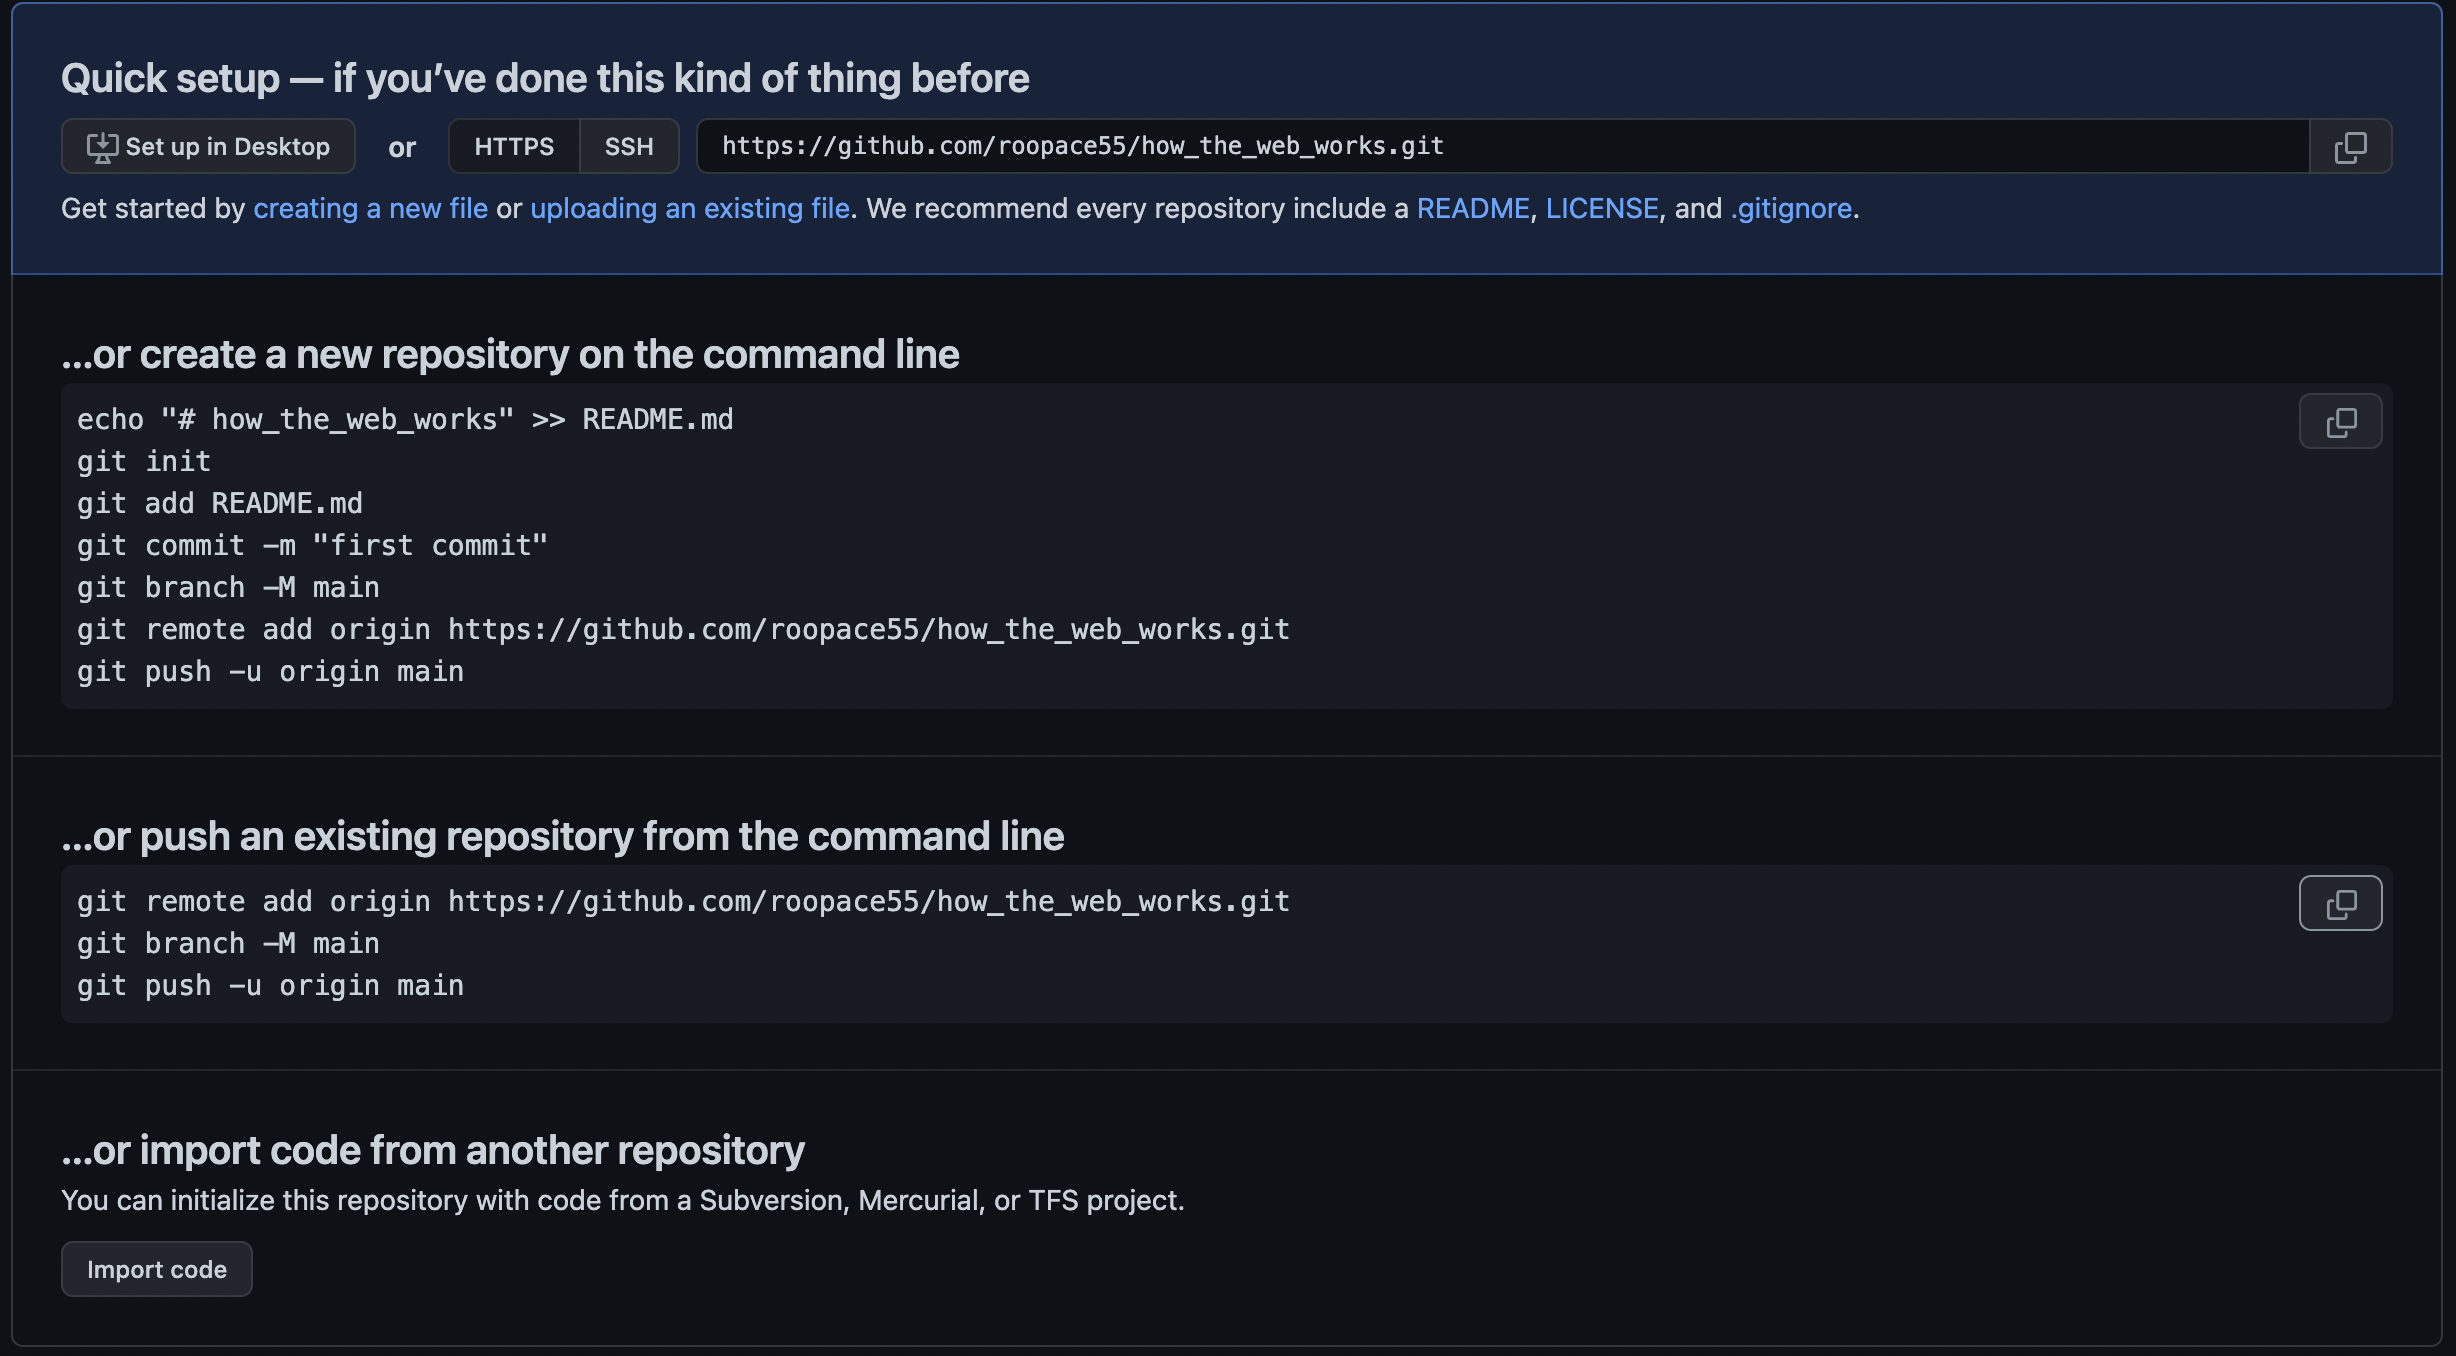 Quick setup — if you’ve done this kind of thing before
Set up in Desktop or HTTPS SSH https://github.com/roopace55/how_the_web_works.git
Get started by creating a new file or uploading an existing file. We recommend every repository include a README, LICENSE, and .gitignore.
…or create a new repository on the command line
echo "# how_the_web_works" >> README.md
git init
git add README.md
git commit -m "first commit"
git branch -M main
git remote add origin https://github.com/roopace55/how_the_web_works.git
git push -u origin main
…or push an existing repository from the command line
git remote add origin https://github.com/roopace55/how_the_web_works.git
git branch -M main
git push -u origin main
…or import code from another repository
You can initialize this repository with code from a Subversion, Mercurial, or TFS project.
Import code